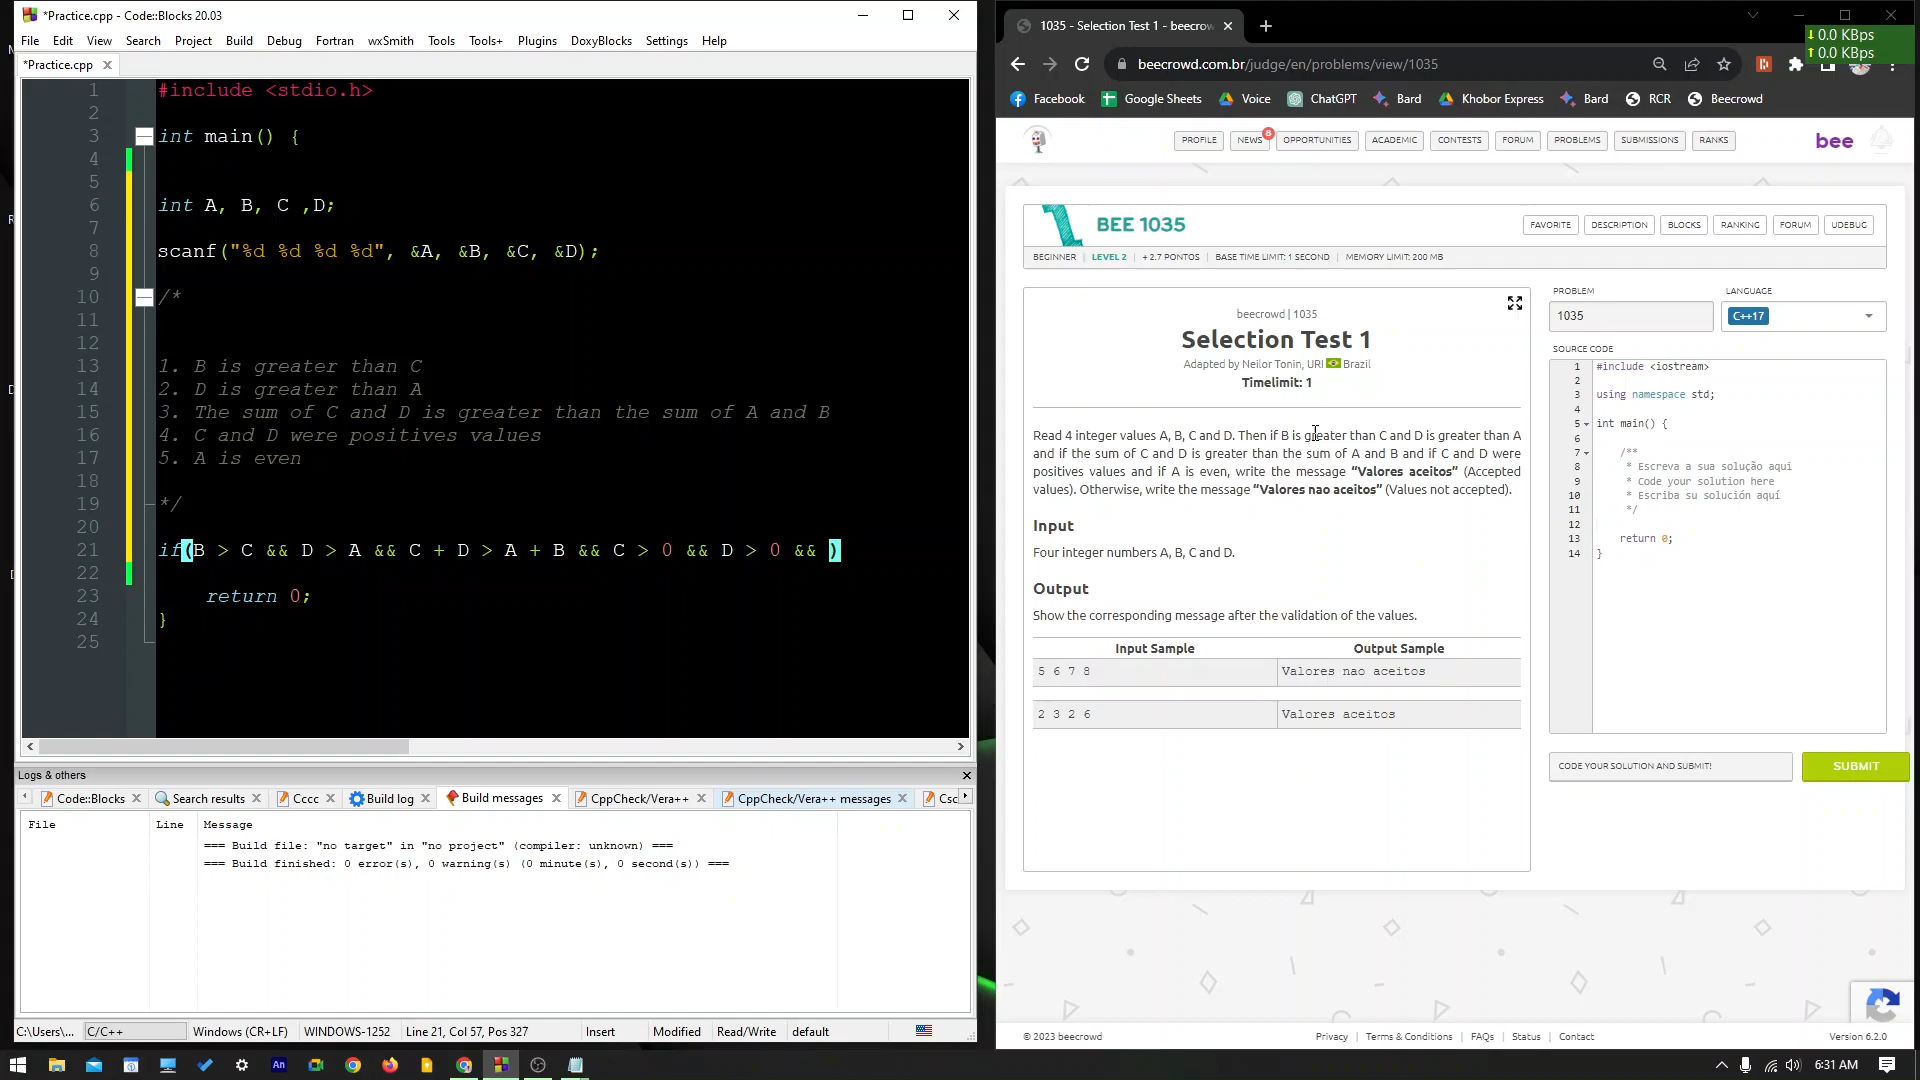 *Practice.cpp - Code::Blocks 20.03
File Edit View Search Project Build Debug Fortran wxSmith Tools Tools+ Plugins DoxyBlocks Settings Help
*Practice.cpp
1 #include <stdio.h>
2
3 int main() {
4
5
6 int A, B, C ,D;
7
8 scanf("%d %d %d %d", &A, &B, &C, &D);
9
10 /*
11
12
13 1. B is greater than C
14 2. D is greater than A
15 3. The sum of C and D is greater than the sum of A and B
16 4. C and D were positives values
17 5. A is even
18
19 */
20
21 if(B > C && D > A && C + D > A + B && C > 0 && D > 0 && )
22
23 return 0;
24 }
25
Logs & others
Code::Blocks Search results Cccc Build log Build messages CppCheck/Vera++ CppCheck/Vera++ messages Csc
File Line Message
=== Build file: "no target" in "no project" (compiler: unknown) ===
=== Build finished: 0 error(s), 0 warning(s) (0 minute(s), 0 second(s)) ===
C:\Users\... C/C++ Windows (CR+LF) WINDOWS-1252 Line 21, Col 57, Pos 327 Insert Modified Read/Write default
1035 - Selection Test 1 - beecrow
0.0 KBps
0.0 KBps
beecrowd.com.br/judge/en/problems/view/1035
Facebook Google Sheets Voice ChatGPT Bard Khobor Express Bard RCR Beecrowd
PROFILE NEWS 8 OPPORTUNITIES ACADEMIC CONTESTS FORUM PROBLEMS SUBMISSIONS RANKS bee
BEE 1035
FAVORITE DESCRIPTION BLOCKS RANKING FORUM UDEBUG
BEGINNER LEVEL 2 + 2.7 PONTOS BASE TIME LIMIT: 1 SECOND MEMORY LIMIT: 200 MB
beecrowd | 1035
Selection Test 1
Adapted by Neilor Tonin, URI Brazil
Timelimit: 1
Read 4 integer values A, B, C and D. Then if B is greater than C and D is greater than A
and if the sum of C and D is greater than the sum of A and B and if C and D were
positives values and if A is even, write the message “Valores aceitos” (Accepted
values). Otherwise, write the message “Valores nao aceitos” (Values not accepted).
Input
Four integer numbers A, B, C and D.
Output
Show the corresponding message after the validation of the values.
Input Sample Output Sample
5 6 7 8 Valores nao aceitos
2 3 2 6 Valores aceitos
PROBLEM LANGUAGE
1035 C++17
SOURCE CODE
1 #include <iostream>
2
3 using namespace std;
4
5 int main() {
6
7 /**
8 * Escreva a sua solução aqui
9 * Code your solution here
10 * Escriba su solución aquí
11 */
12
13 return 0;
14 }
CODE YOUR SOLUTION AND SUBMIT! SUBMIT
© 2023 beecrowd Privacy Terms & Conditions FAQs Status Contact Version 6.2.0
An 6:31 AM